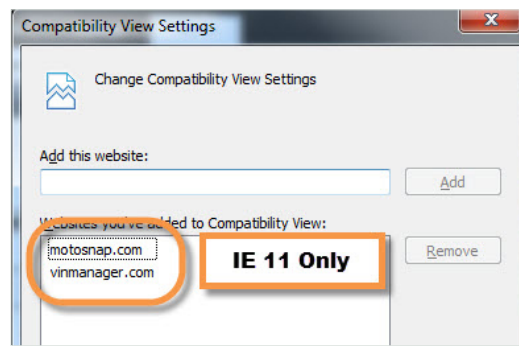 Compatibility View Settings
Change Compatibility View Settings
Add this website:
Add
Websites you've added to Compatibility View:
motosnap.com
vinmanager.com
IE 11 Only
Remove